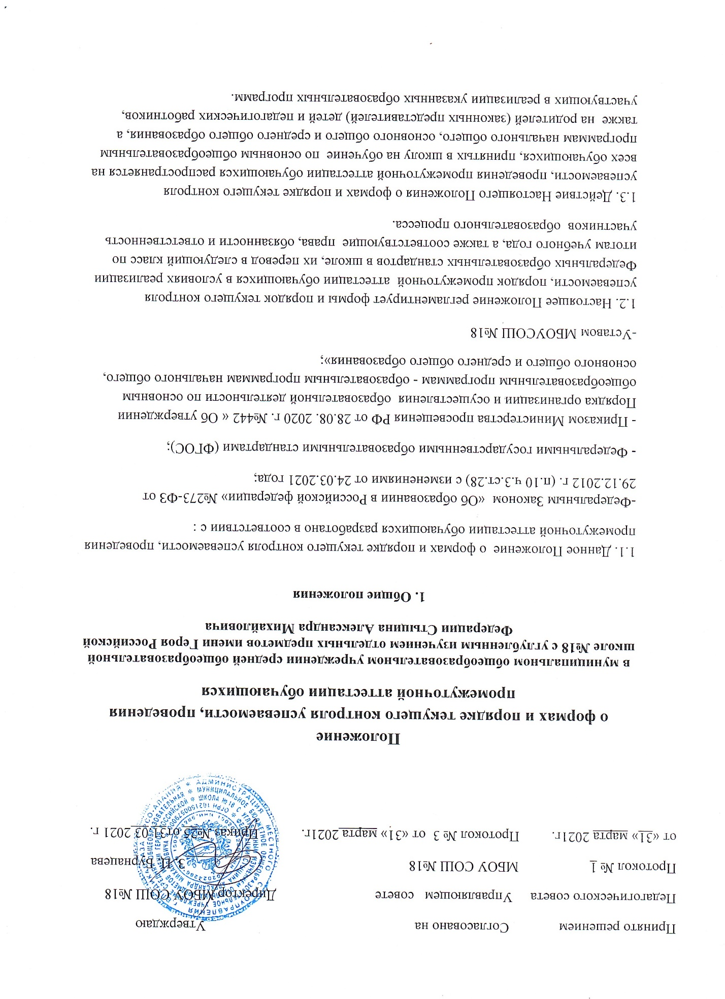 Принято решением Согласовано на Утверждаю
Педагогического совета Управляющем совете Директор МБОУ СОШ №18
Протокол № 1 МБОУ СОШ №18 Бурнацева
от «31» марта 2021г. Протокол № 3 от «31» марта 2021г. Приказ №25 от31.03 2021 г.
Положение
о формах и порядке текущего контроля успеваемости, проведения
промежуточной аттестации обучающихся
в муниципальном общеобразовательном учреждении средней общеобразовательной
школе №18 с углубленным изучением отдельных предметов имени Героя Российской
Федерации Стыцина Александра Михайловича
1. Общие положения
1.1. Данное Положение о формах и порядке текущего контроля успеваемости, проведения
промежуточной аттестации обучающихся разработано в соответствии с :
-Федеральным Законом «Об образовании в Российской федерации» №273-ФЗ от
29.12.2012 г. (п.10 ч.3.ст.28) с изменениями от 24.03.2021 года;
- Федеральными государственными образовательными стандартами (ФГОС);
- Приказом Министерства просвещения РФ от 28.08. 2020 г. №442 « Об утверждении
Порядка организации и осуществления образовательной деятельности по основным
общеобразовательным программам - образовательным программам начального общего,
основного общего и среднего общего образования»;
-Уставом МБОУСОШ №18
1.2. Настоящее Положение регламентирует формы и порядок текущего контроля
успеваемости, порядок промежуточной аттестации обучающихся в условиях реализации
Федеральных образовательных стандартов в школе, их перевод в следующий класс по
итогам учебного года, а также соответствующие права, обязанности и ответственность
участников образовательного процесса.
1.3. Действие Настоящего Положения о формах и порядке текущего контроля
успеваемости, проведения промежуточной аттестации обучающихся распространяется на
всех обучающихся, принятых в школу на обучение по основным общеобразовательным
программам начального общего, основного общего и среднего общего образования, а
также на родителей (законных представителей) детей и педагогических работников,
участвующих в реализации указанных образовательных программ.